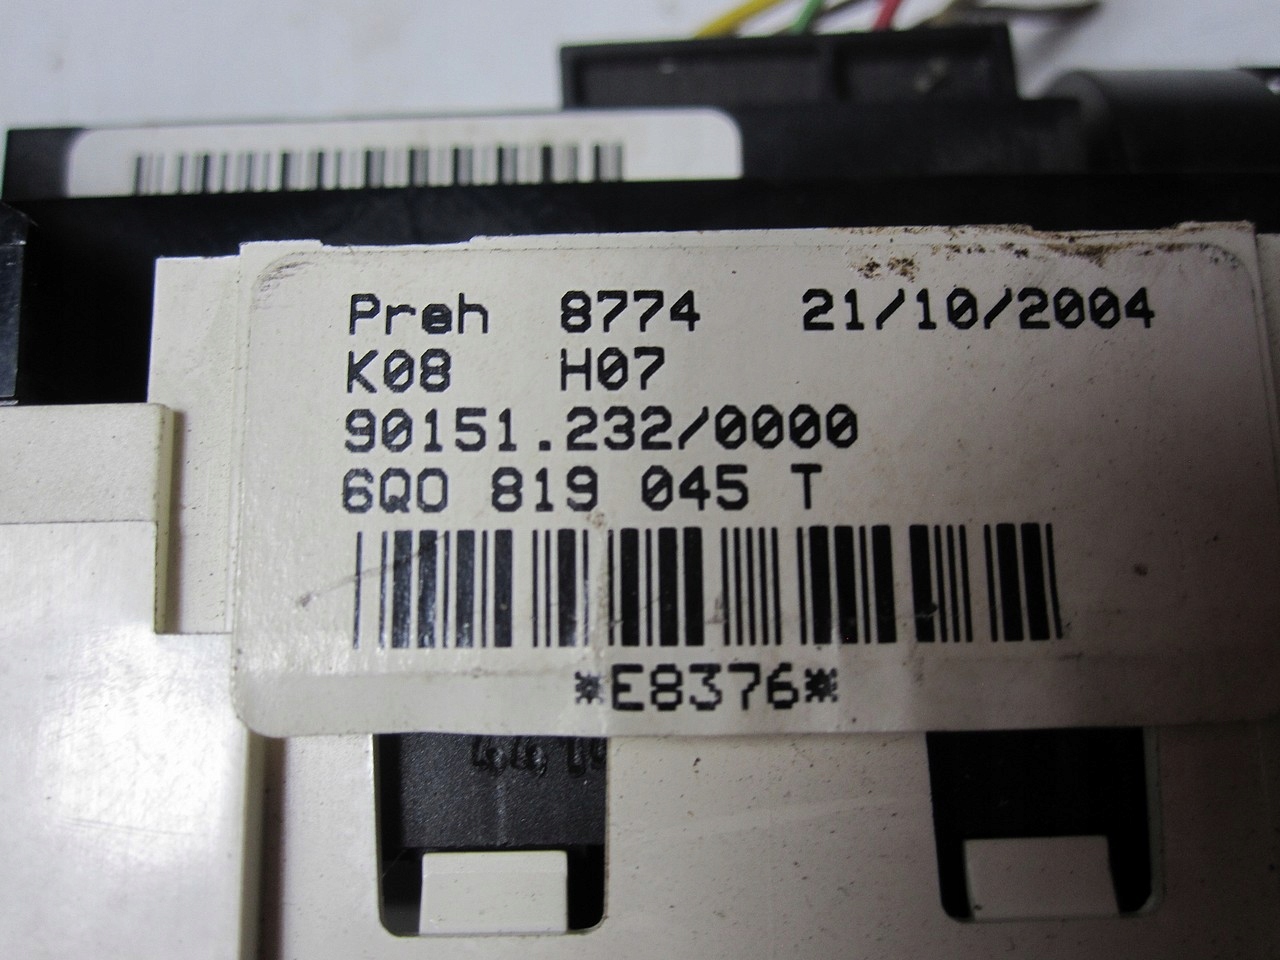 Preh 8774 21/10/2004
K08 H07
90151.232/0000
6Q0 819 045 T
*E8376*